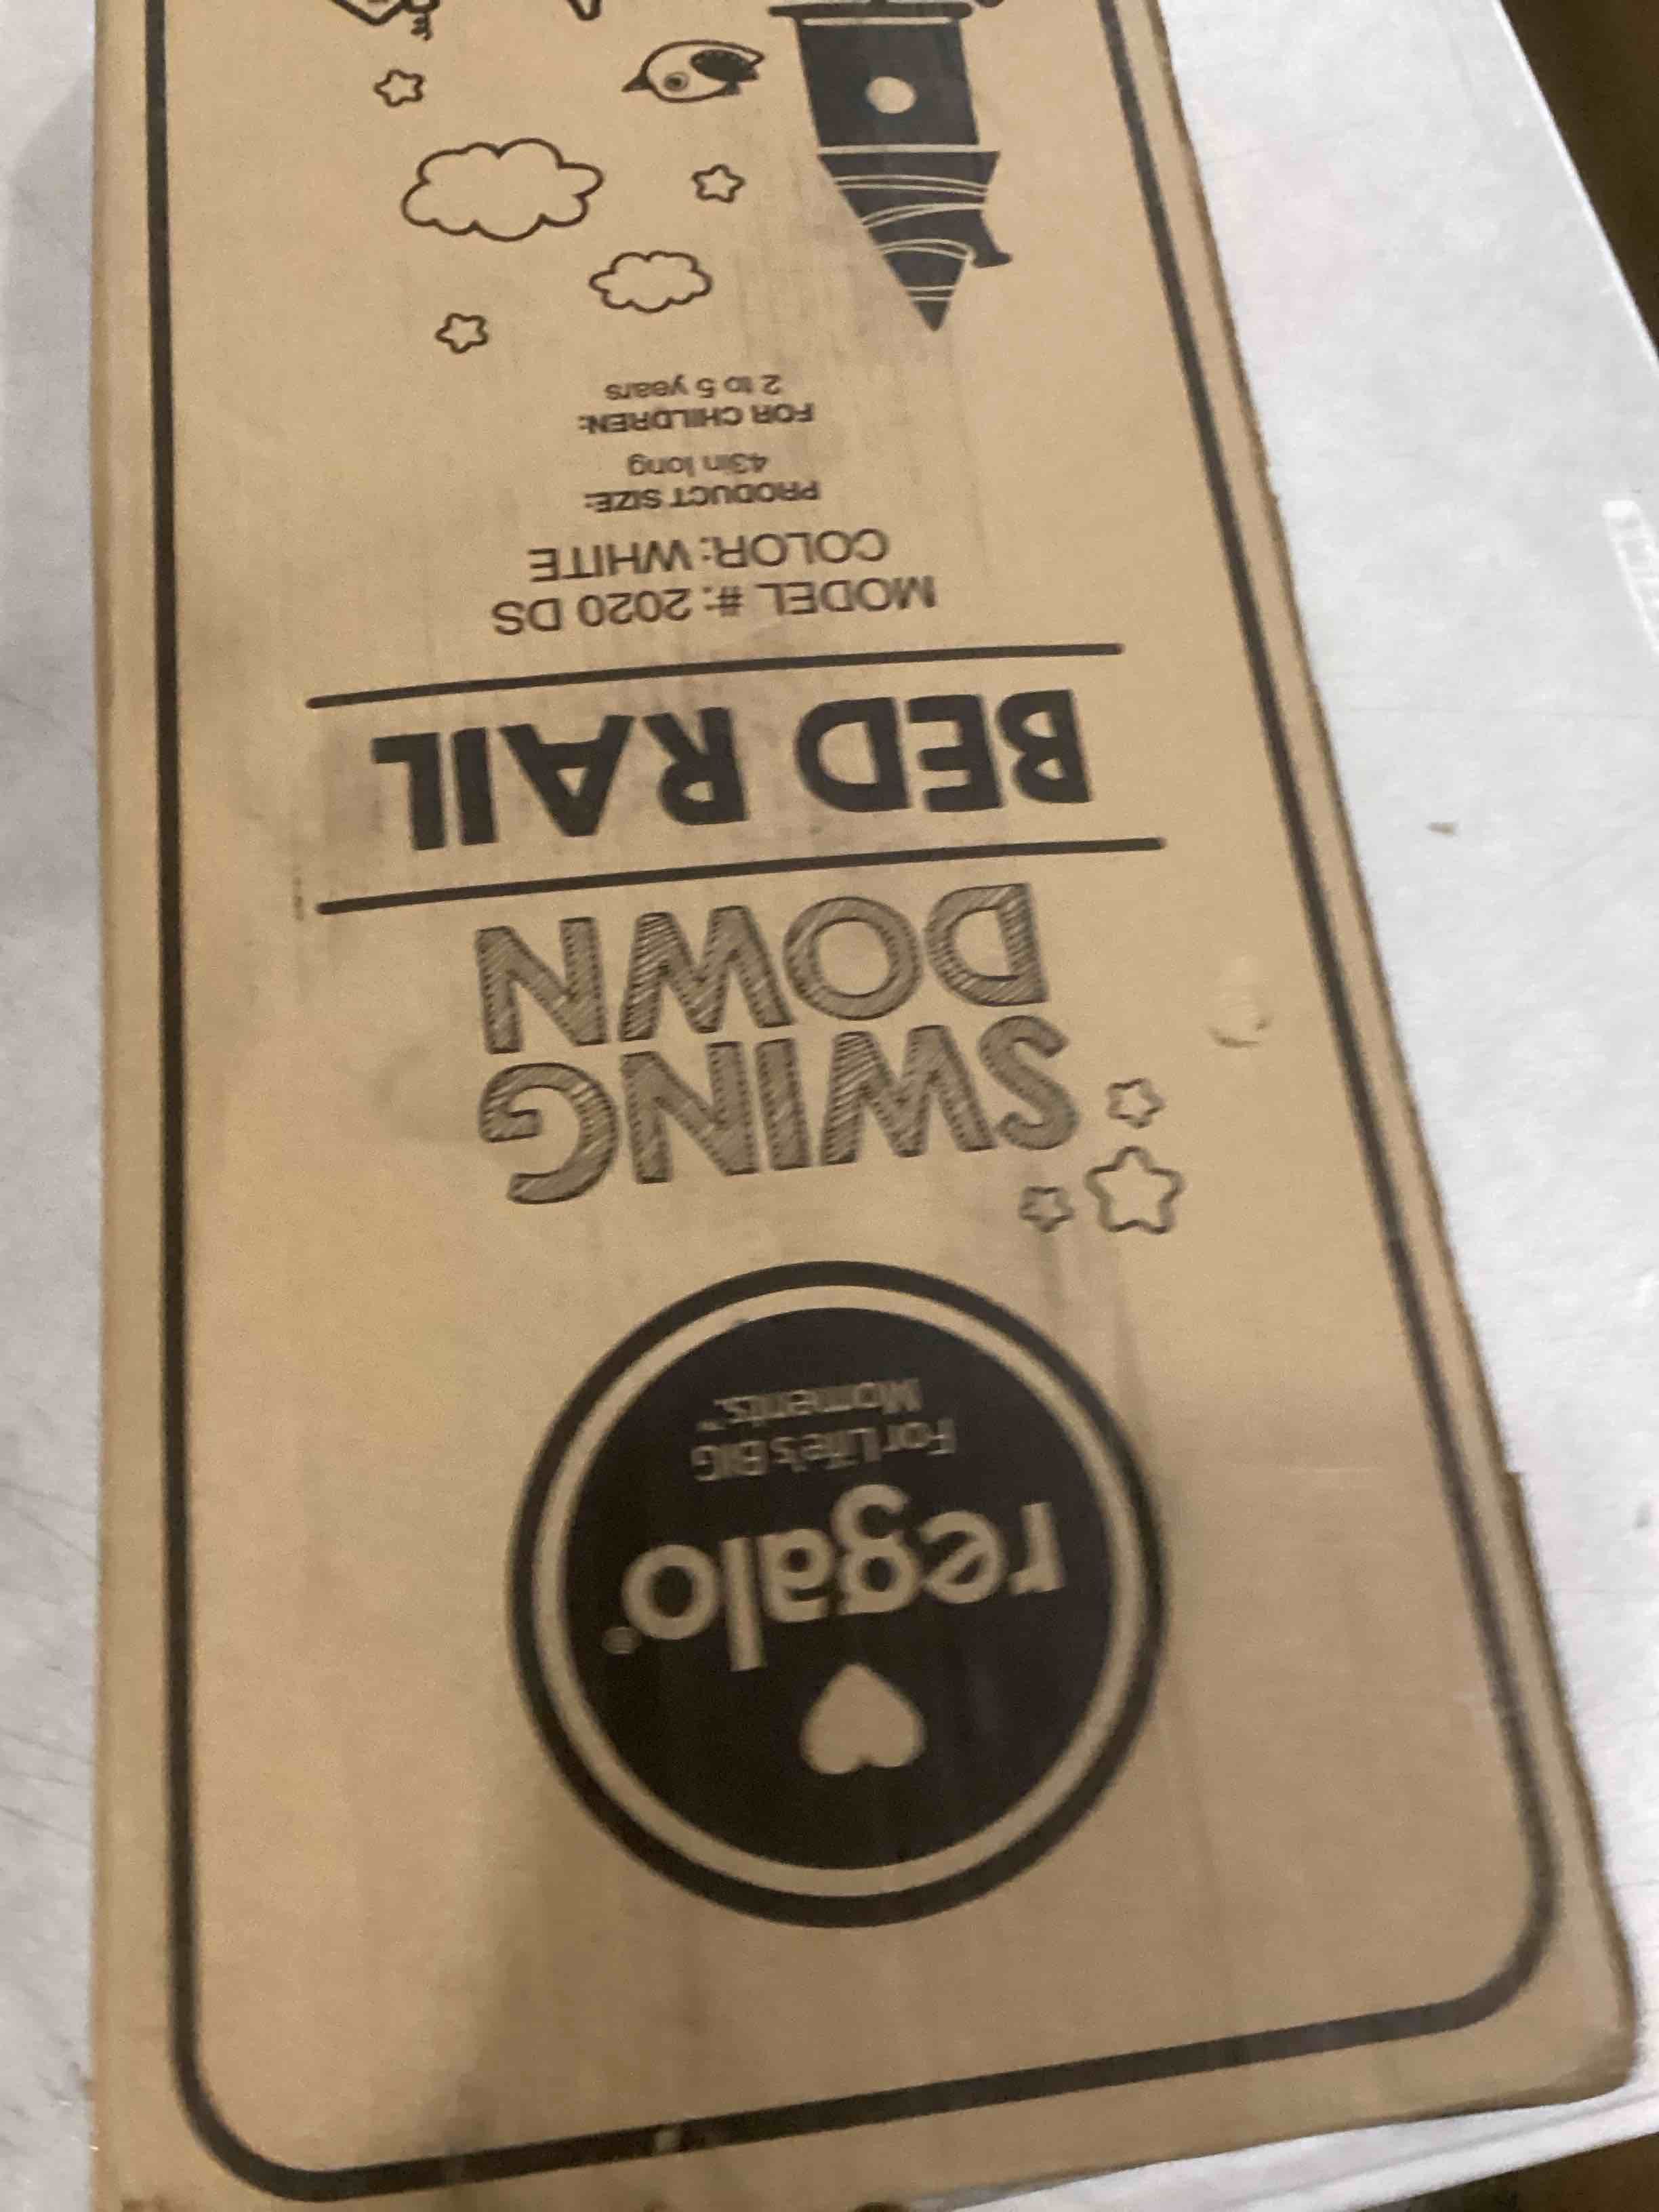 regalo®
For Life's BIG
Moments.™
SWING
DOWN
BED RAIL
MODEL #: 2020 DS
COLOR: WHITE
PRODUCT SIZE:
43in long
FOR CHILDREN:
2 to 5 years